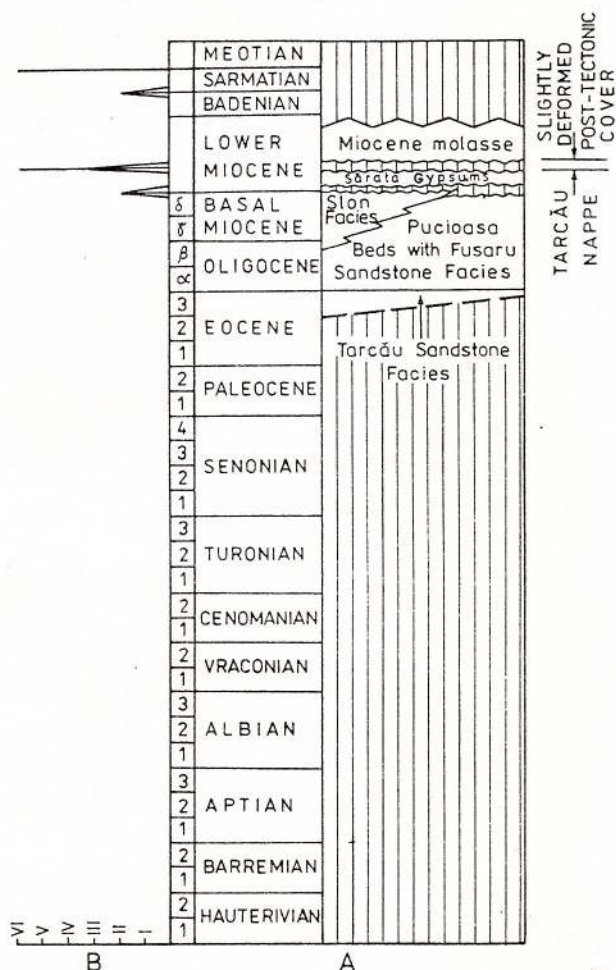 MEOTIAN
SARMATIAN
BADENIAN
LOWER
MIOCENE
δ
BASAL
γ
MIOCENE
β
OLIGOCENE
α
3
2
EOCENE
1
2
PALEOCENE
1
4
3
SENONIAN
2
1
3
2
TURONIAN
1
2
CENOMANIAN
1
2
VRACONIAN
1
3
2
ALBIAN
1
3
2
APTIAN
1
2
BARREMIAN
1
2
HAUTERIVIAN
1
Miocene molasse
Sărata Gypsums
Slon
Facies
Pucioasa
Beds with Fusaru
Sandstone Facies
Tarcău Sandstone
Facies
SLIGHTLY
DEFORMED
POST-TECTONIC
COVER
TARCĂU
NAPPE
VI
V
IV
III
II
I
B
A